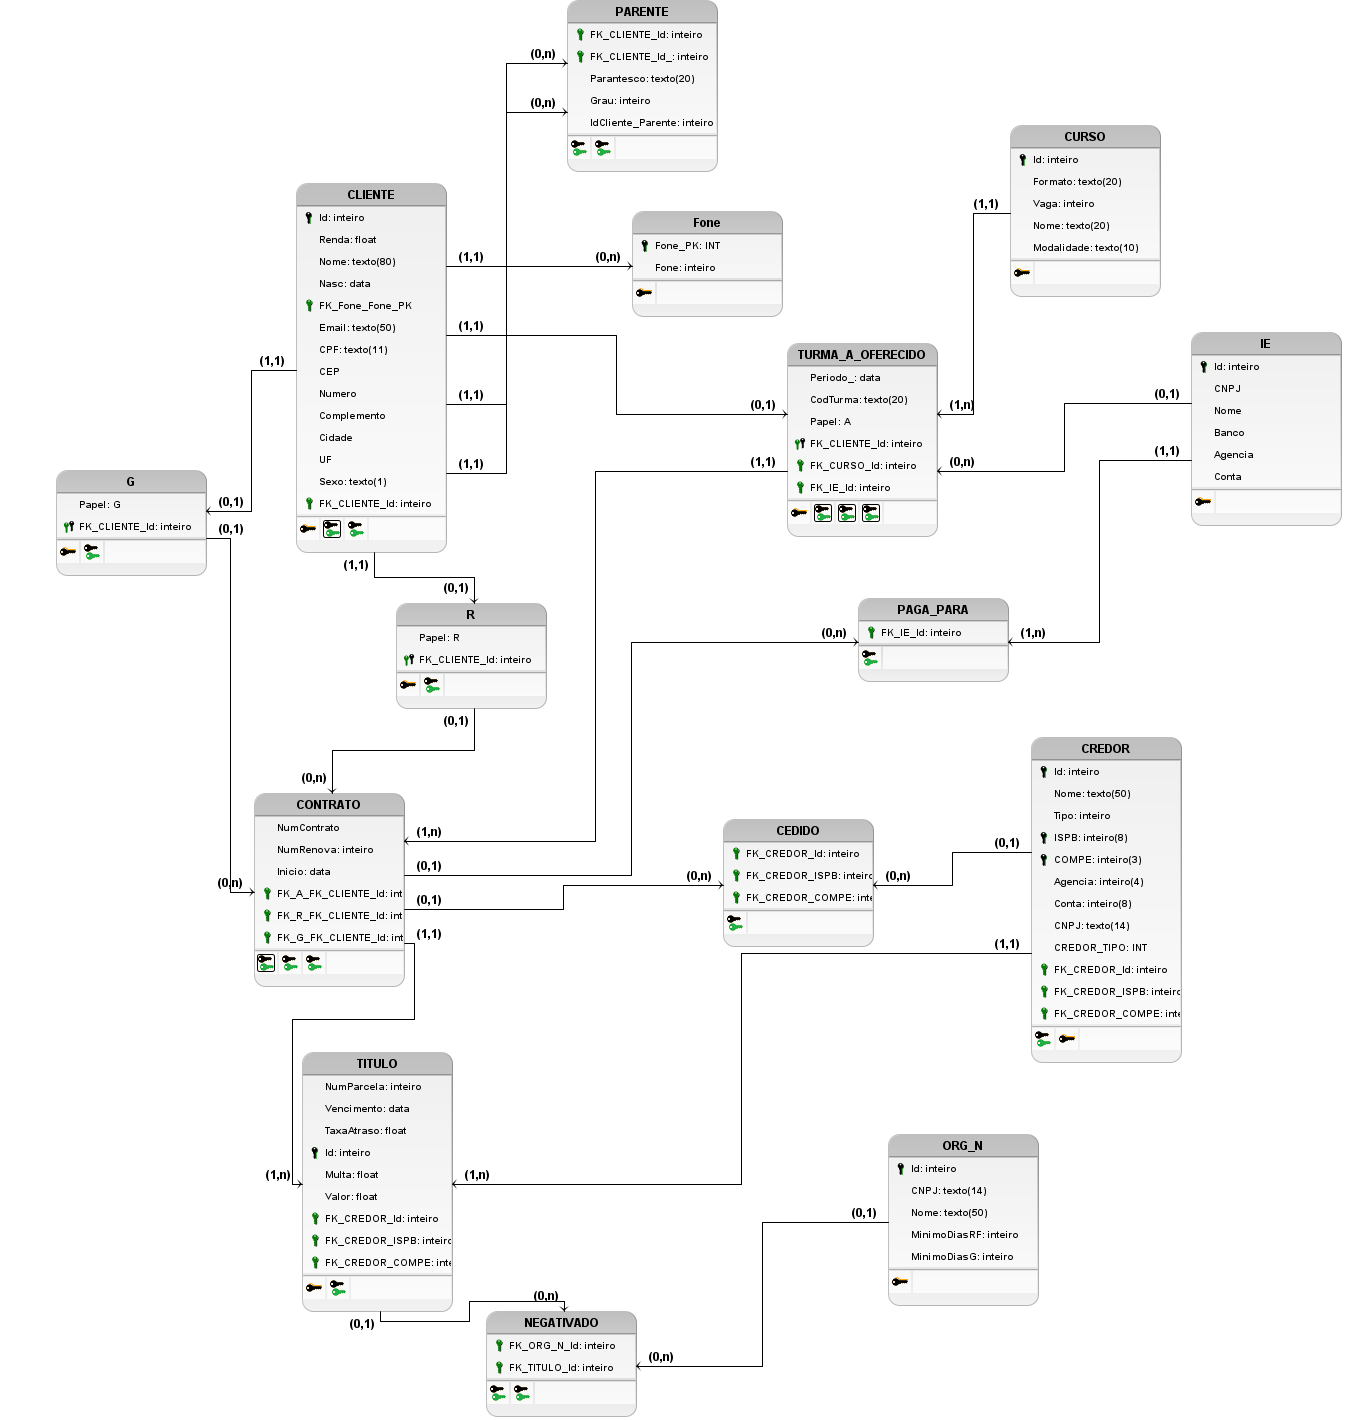 PARENTE
FK_CLIENTE_Id: inteiro
FK_CLIENTE_Id_: inteiro
Parantesco: texto(20)
Grau: inteiro
IdCliente_Parente: inteiro
(0,n)
(0,n)
CURSO
Id: inteiro
Formato: texto(20)
Vaga: inteiro
Nome: texto(20)
Modalidade: texto(10)
(1,1)
CLIENTE
Id: inteiro
Renda: float
Nome: texto(80)
Nasc: data
FK_Fone_Fone_PK
Email: texto(50)
CPF: texto(11)
CEP
Numero
Complemento
Cidade
UF
Sexo: texto(1)
FK_CLIENTE_Id: inteiro
(1,1)
(1,1)
(1,1)
(1,1)
(1,1)
(1,1)
Fone
Fone_PK: INT
Fone: inteiro
(0,n)
TURMA_A_OFERECIDO
Periodo_: data
CodTurma: texto(20)
Papel: A
FK_CLIENTE_Id: inteiro
FK_CURSO_Id: inteiro
FK_IE_Id: inteiro
(0,1)
(1,1)
(1,n)
(0,n)
IE
Id: inteiro
CNPJ
Nome
Banco
Agencia
Conta
(0,1)
(1,1)
G
Papel: G
FK_CLIENTE_Id: inteiro
(0,1)
(0,1)
R
Papel: R
FK_CLIENTE_Id: inteiro
(0,1)
(0,1)
PAGA_PARA
FK_IE_Id: inteiro
(0,n)
(1,n)
CONTRATO
NumContrato
NumRenova: inteiro
Inicio: data
FK_A_FK_CLIENTE_Id: int
FK_R_FK_CLIENTE_Id: int
FK_G_FK_CLIENTE_Id: int
(0,n)
(0,n)
(1,n)
(0,1)
(0,1)
(1,1)
CEDIDO
FK_CREDOR_Id: inteiro
FK_CREDOR_ISPB: inteiro
FK_CREDOR_COMPE: inte
(0,n)
(0,n)
CREDOR
Id: inteiro
Nome: texto(50)
Tipo: inteiro
ISPB: inteiro(8)
COMPE: inteiro(3)
Agencia: inteiro(4)
Conta: inteiro(8)
CNPJ: texto(14)
CREDOR_TIPO: INT
FK_CREDOR_Id: inteiro
FK_CREDOR_ISPB: inteiro
FK_CREDOR_COMPE: inte
(0,1)
(1,1)
TITULO
NumParcela: inteiro
Vencimento: data
TaxaAtraso: float
Id: inteiro
Multa: float
Valor: float
FK_CREDOR_Id: inteiro
FK_CREDOR_ISPB: inteiro
FK_CREDOR_COMPE: inte
(1,n)
(1,n)
(0,1)
ORG_N
Id: inteiro
CNPJ: texto(14)
Nome: texto(50)
MinimoDiasRF: inteiro
MinimoDiasG: inteiro
(0,1)
NEGATIVADO
FK_ORG_N_Id: inteiro
FK_TITULO_Id: inteiro
(0,n)
(0,n)